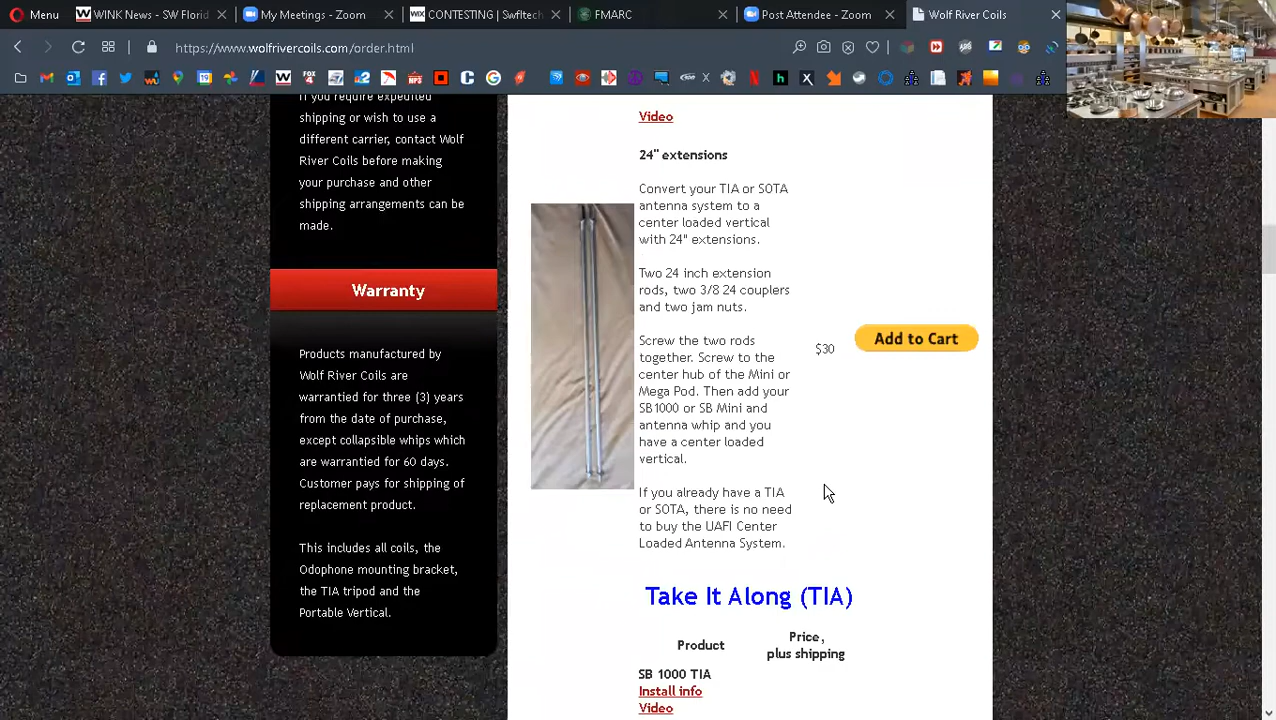 Menu
WINK News - SW Florid
My Meetings - Zoom
CONTESTING | Swfltech
FMARC
Post Attendee - Zoom
Wolf River Coils
https://www.wolfrivercoils.com/order.html
If you require expedited
shipping or wish to use a
different carrier, contact Wolf
River Coils before making
your purchase and other
shipping arrangements can be
made.
Warranty
Products manufactured by
Wolf River Coils are
warrantied for three (3) years
from the date of purchase,
except collapsible whips which
are warrantied for 60 days.
Customer pays for shipping of
replacement product.
This includes all coils, the
Odophone mounting bracket,
the TIA tripod and the
Portable Vertical.
Video
24" extensions
Convert your TIA or SOTA
antenna system to a
center loaded vertical
with 24" extensions.
Two 24 inch extension
rods, two 3/8 24 couplers
and two jam nuts.
Screw the two rods
together. Screw to the
center hub of the Mini or
Mega Pod. Then add your
SB1000 or SB Mini and
antenna whip and you
have a center loaded
vertical.
If you already have a TIA
or SOTA, there is no need
to buy the UAFI Center
Loaded Antenna System.
$30
Add to Cart
Take It Along (TIA)
Product
Price,
plus shipping
SB 1000 TIA
Install info
Video